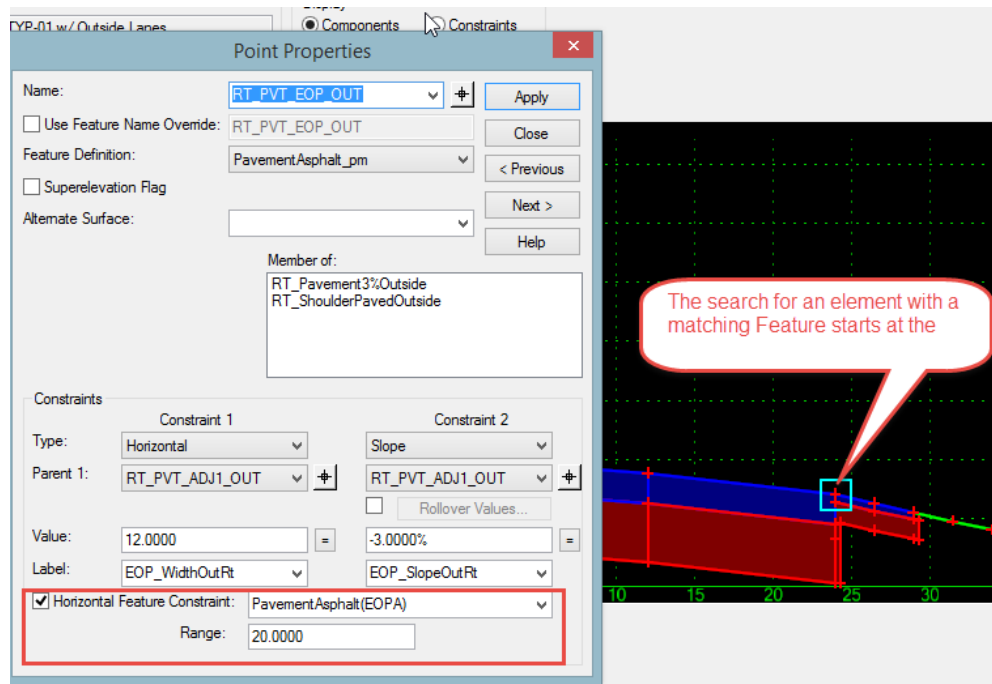 Display
TYP-01 w/ Outside Lanes
Components
Constraints
Point Properties
Name:
RT_PVT_EOP_OUT
Apply
Use Feature Name Override:
RT_PVT_EOP_OUT
Close
Feature Definition:
PavementAsphalt_pm
< Previous
Superelevation Flag
Next >
Alternate Surface:
Help
Member of:
RT_Pavement3%Outside
RT_ShoulderPavedOutside
The search for an element with a
matching Feature starts at the
Constraints
Constraint 1
Constraint 2
Type:
Horizontal
Slope
Parent 1:
RT_PVT_ADJ1_OUT
RT_PVT_ADJ1_OUT
Rollover Values...
Value:
12.0000
=
-3.0000%
=
Label:
EOP_WidthOutRt
EOP_SlopeOutRt
Horizontal Feature Constraint:
PavementAsphalt(EOPA)
Range:
20.0000
10 15 20 25 30